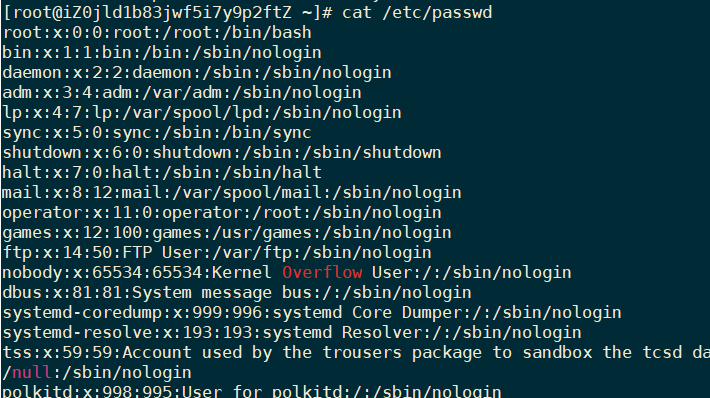 [root@iZ0jld1b83jwf5i7y9p2ftZ ~]# cat /etc/passwd
root:x:0:0:root:/root:/bin/bash
bin:x:1:1:bin:/bin:/sbin/nologin
daemon:x:2:2:daemon:/sbin:/sbin/nologin
adm:x:3:4:adm:/var/adm:/sbin/nologin
lp:x:4:7:lp:/var/spool/lpd:/sbin/nologin
sync:x:5:0:sync:/sbin:/bin/sync
shutdown:x:6:0:shutdown:/sbin:/sbin/shutdown
halt:x:7:0:halt:/sbin:/sbin/halt
mail:x:8:12:mail:/var/spool/mail:/sbin/nologin
operator:x:11:0:operator:/root:/sbin/nologin
games:x:12:100:games:/usr/games:/sbin/nologin
ftp:x:14:50:FTP User:/var/ftp:/sbin/nologin
nobody:x:65534:65534:Kernel Overflow User:/:/sbin/nologin
dbus:x:81:81:System message bus:/:/sbin/nologin
systemd-coredump:x:999:996:systemd Core Dumper:/:/sbin/nologin
systemd-resolve:x:193:193:systemd Resolver:/:/sbin/nologin
tss:x:59:59:Account used by the trousers package to sandbox the tcsd da
/null:/sbin/nologin
polkitd:x:998:995:User for polkitd:/:/sbin/nologin